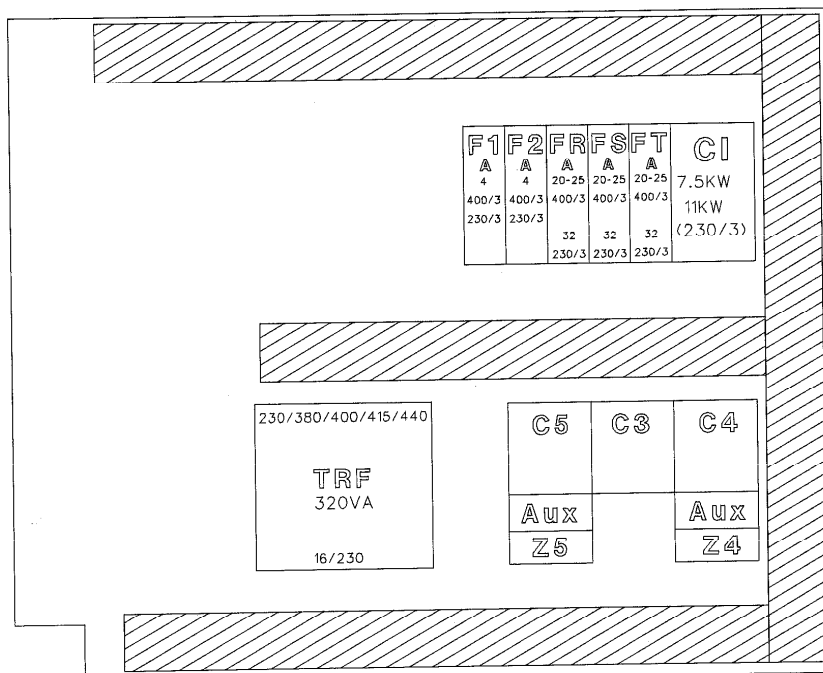 F1 F2 FR FS FT CI
A A A A A
4 4 20-25 20-25 20-25 7.5KW
400/3 400/3 400/3 400/3 400/3
11KW
230/3 230/3
(230/3)
32 32 32
230/3 230/3 230/3
230/380/400/415/440
C5 C3 C4
TRF
320VA
Aux Aux
Z5 Z4
16/230